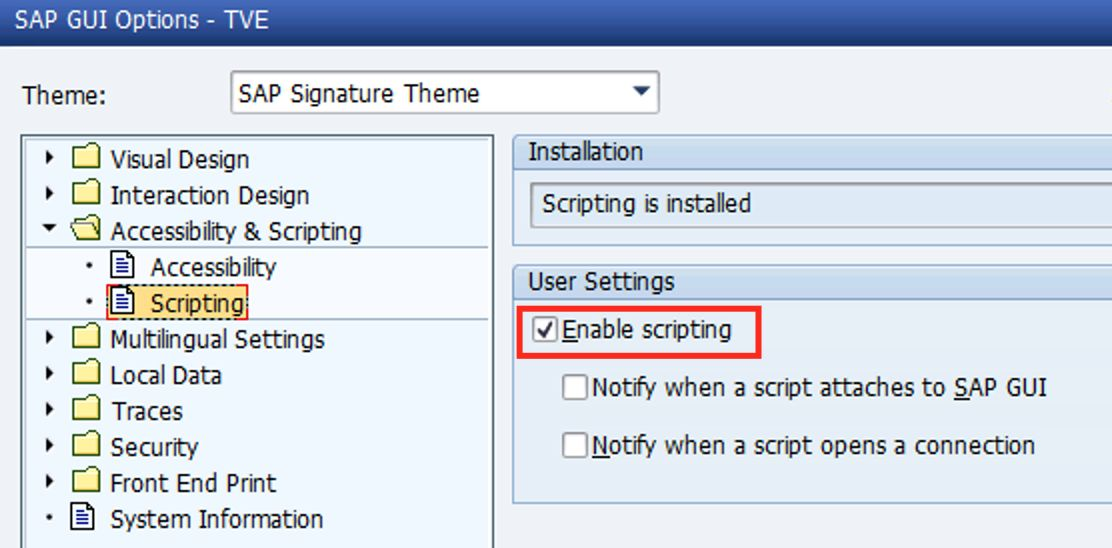 SAP GUI Options - TVE
Theme:
SAP Signature Theme
Visual Design
Interaction Design
Accessibility & Scripting
Accessibility
Scripting
Multilingual Settings
Local Data
Traces
Security
Front End Print
System Information
Installation
Scripting is installed
User Settings
Enable scripting
Notify when a script attaches to SAP GUI
Notify when a script opens a connection